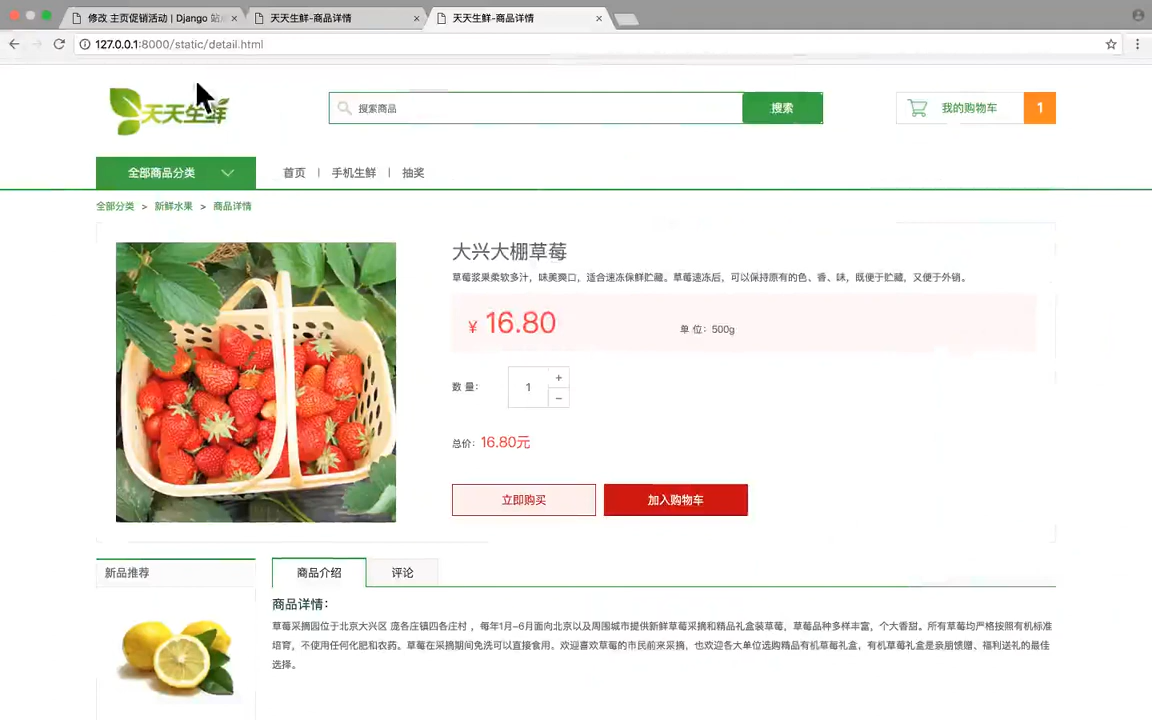 修改 主页促销活动 | Django 站
天天生鲜-商品详情
天天生鲜-商品详情
127.0.0.1:8000/static/detail.html
天天生鲜
搜索商品
搜索
我的购物车
1
全部商品分类
首页 | 手机生鲜 | 抽奖
全部分类 > 新鲜水果 > 商品详情
大兴大棚草莓
草莓浆果柔软多汁，味美爽口，适合速冻保鲜贮藏。草莓速冻后，可以保持原有的色、香、味，既便于贮藏，又便于外销。
¥ 16.80
单 位：500g
数 量：
1
+
−
总价：16.80元
立即购买
加入购物车
新品推荐
商品介绍
评论
商品详情：
草莓采摘园位于北京大兴区 庞各庄镇四各庄村 ，每年1月-6月面向北京以及周围城市提供新鲜草莓采摘和精品礼盒装草莓，草莓品种多样丰富，个大香甜。所有草莓均严格按照有机标准
培育，不使用任何化肥和农药。草莓在采摘期间免洗可以直接食用。欢迎喜欢草莓的市民前来采摘，也欢迎各大单位选购精品有机草莓礼盒，有机草莓礼盒是亲朋馈赠、福利送礼的最佳
选择。